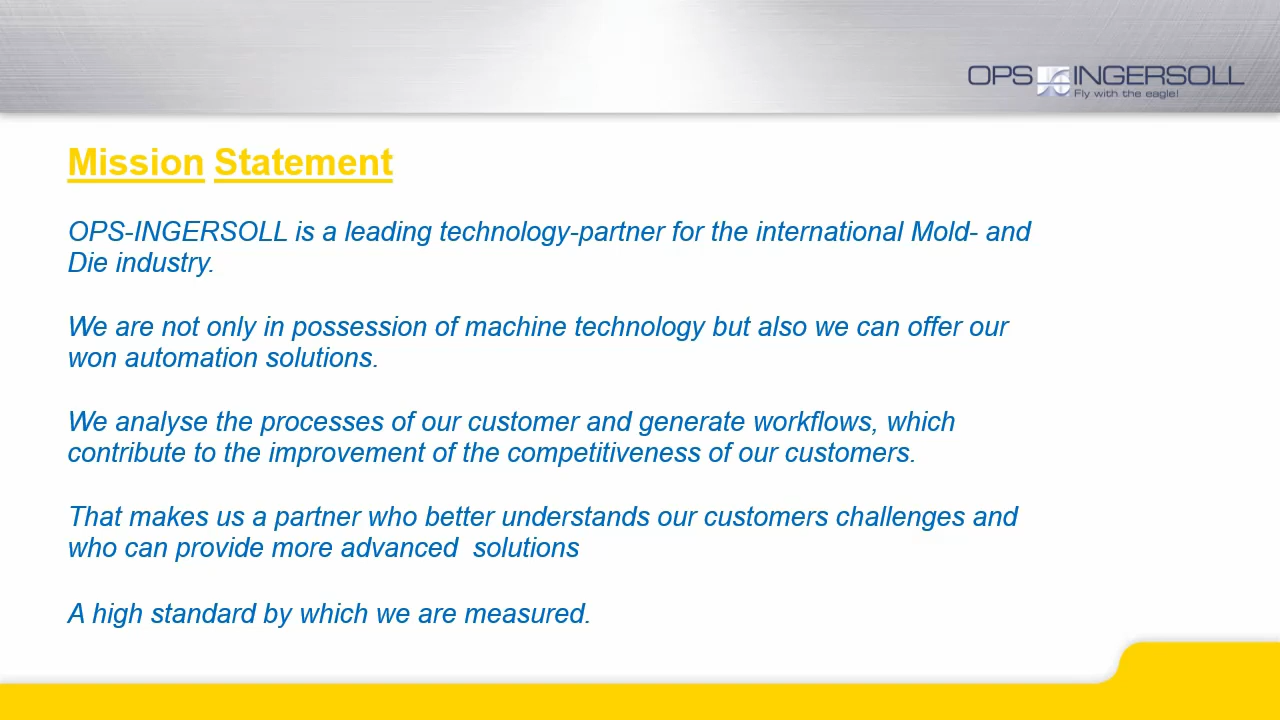 OPS INGERSOLL
Fly with the eagle!
Mission Statement
OPS-INGERSOLL is a leading technology-partner for the international Mold- and
Die industry.
We are not only in possession of machine technology but also we can offer our
won automation solutions.
We analyse the processes of our customer and generate workflows, which
contribute to the improvement of the competitiveness of our customers.
That makes us a partner who better understands our customers challenges and
who can provide more advanced  solutions
A high standard by which we are measured.